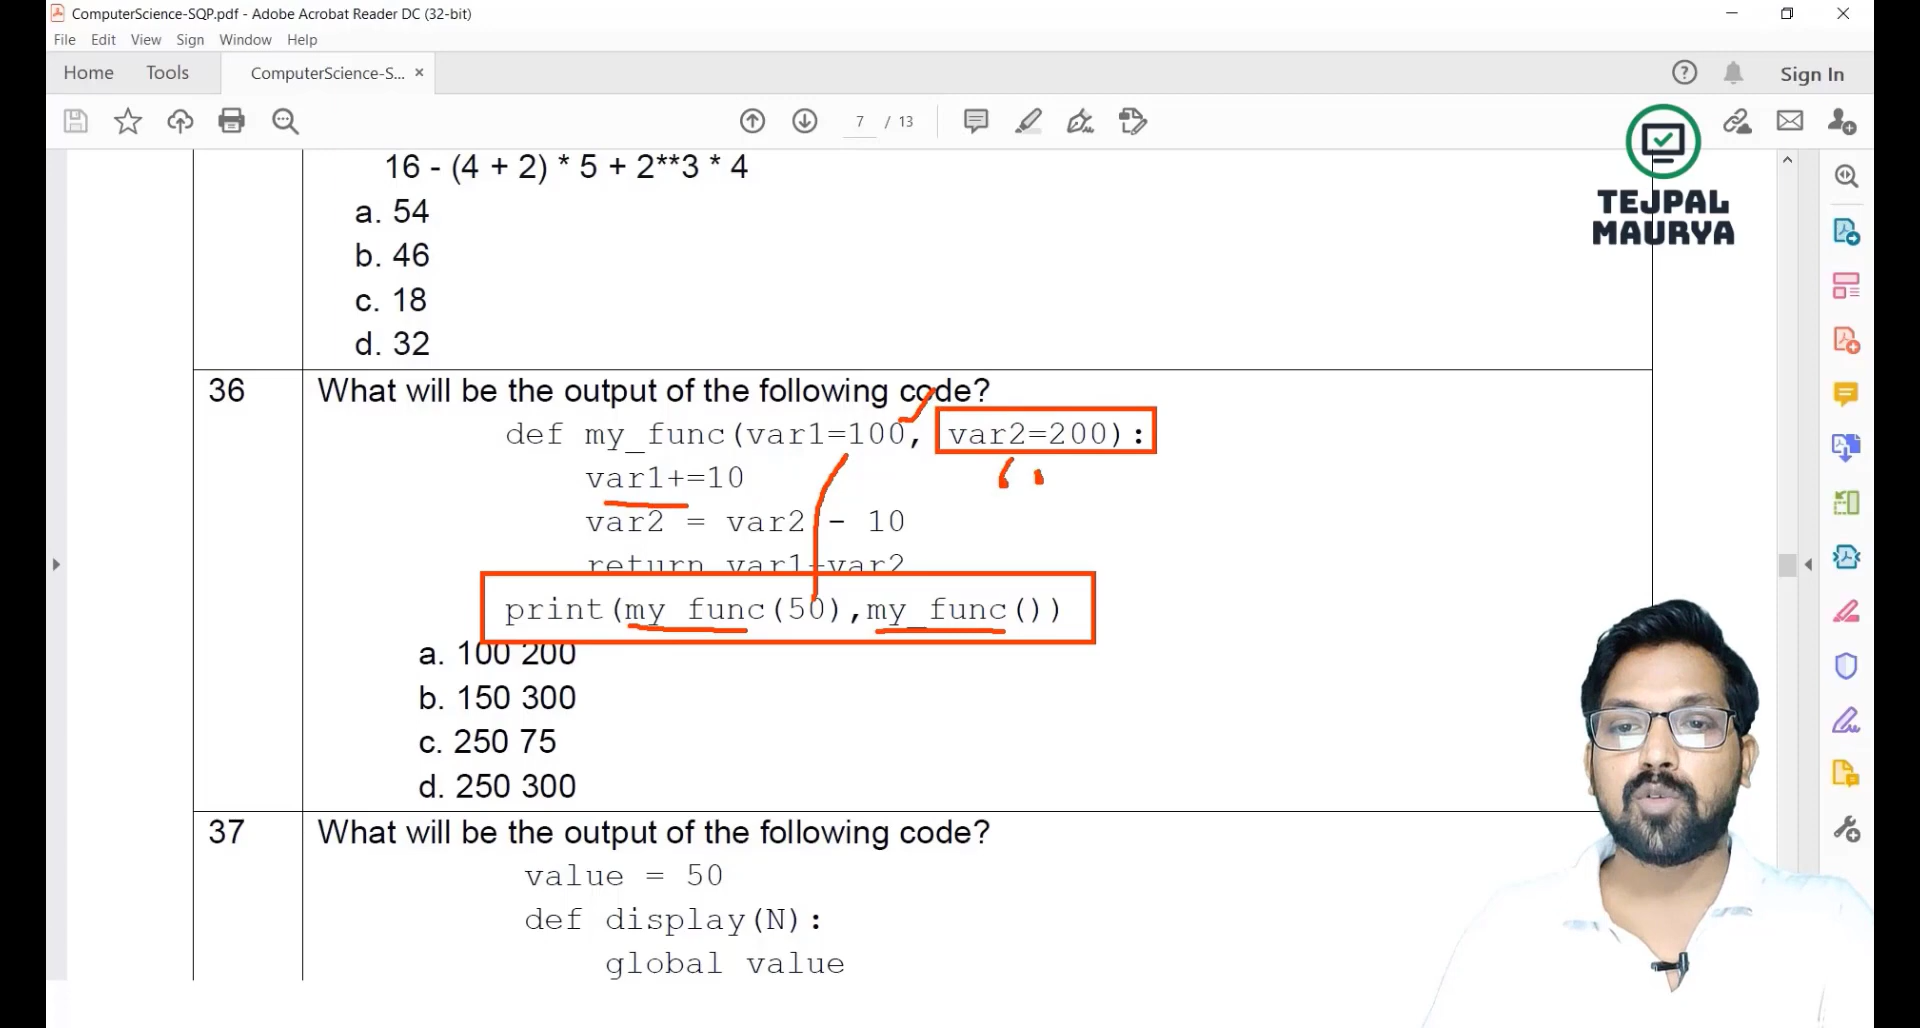 ComputerScience-SQP.pdf - Adobe Acrobat Reader DC (32-bit)
File Edit View Sign Window Help
Home Tools ComputerScience-S... × Sign In
7 / 13
TEJPAL
MAURYA
16 - (4 + 2) * 5 + 2**3 * 4
a. 54
b. 46
c. 18
d. 32
36 What will be the output of the following code?
def my_func(var1=100, var2=200):
var1+=10
var2 = var2 - 10
return var1+var2
print(my_func(50),my_func())
a. 100 200
b. 150 300
c. 250 75
d. 250 300
37 What will be the output of the following code?
value = 50
def display(N):
global value